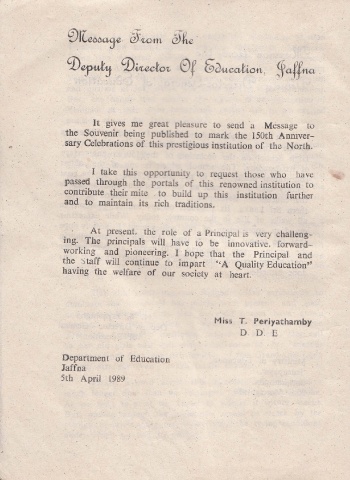 Message From The
Deputy Director Of Education, Jaffna
It gives me great pleasure to send a Message to
the Souvenir being published to mark the 150th Anniver-
sary Celebrations of this prestigious institution of the North.
I take this opportunity to request those who have
passed through the portals of this renowned institution to
contribute their mite to build up this institution further
and to maintain its rich traditions.
At present, the role of a Principal is very challeng-
ing. The principals will have to be innovative, forward-
working and pioneering. I hope that the Principal and
the Staff will continue to impart "A Quality Education"
having the welfare of our society at heart.
Miss T. Periyathamby
D. D. E
Department of Education
Jaffna
5th April 1989